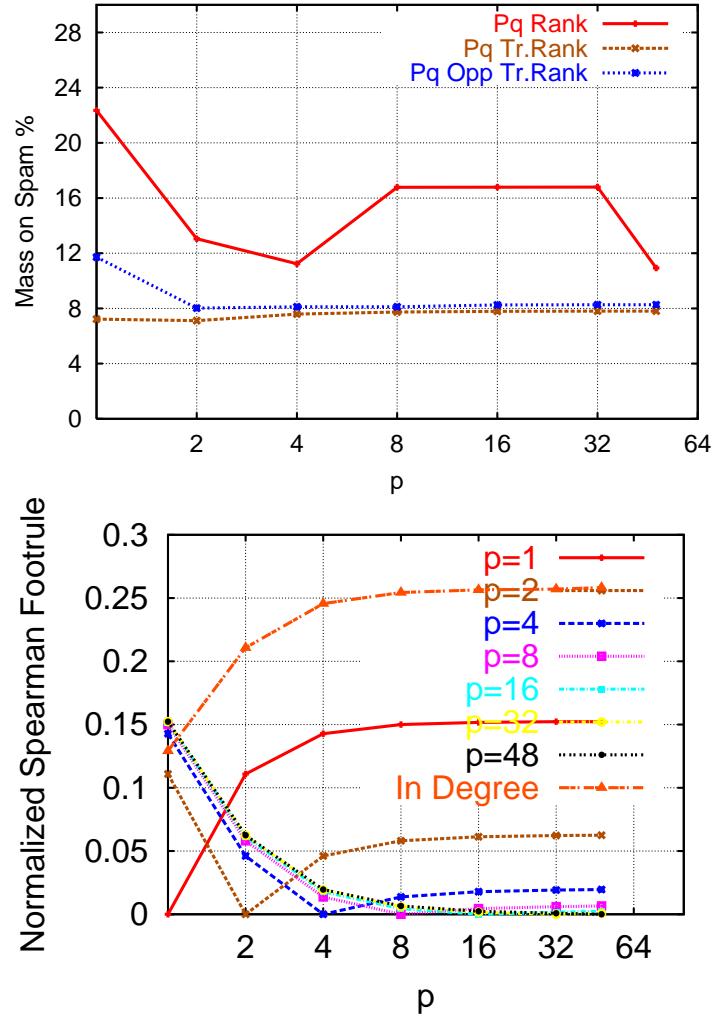 28
24
20
16
12
8
4
0
Mass on Spam %
Pq Rank
Pq Tr.Rank
Pq Opp Tr.Rank
2 4 8 16 32 64
p
0.3
0.25
0.2
0.15
0.1
0.05
0
Normalized Spearman Footrule
p=1
p=2
p=4
p=8
p=16
p=32
p=48
In Degree
2 4 8 16 32 64
p